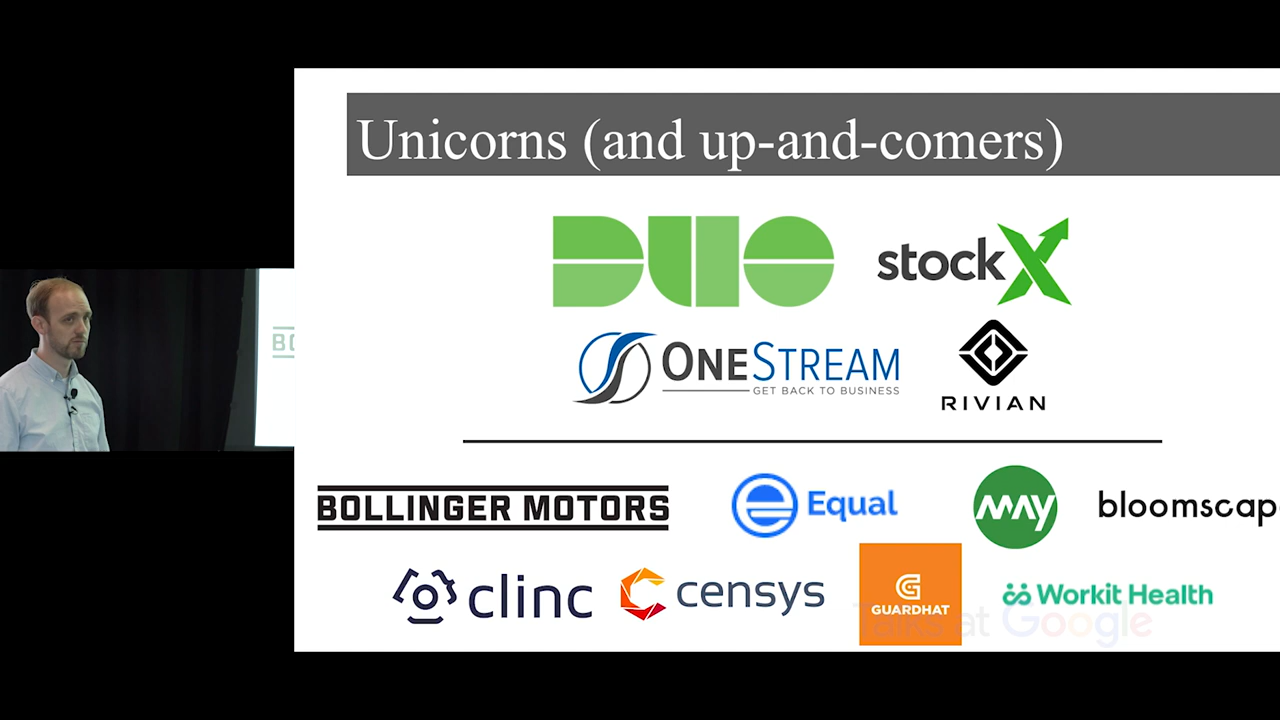 Unicorns (and up-and-comers)
DUO stockX
ONESTREAM
GET BACK TO BUSINESS
RIVIAN
BOLLINGER MOTORS Equal MAY bloomscap
clinc censys GUARDHAT Workit Health
Talks at Google
BO